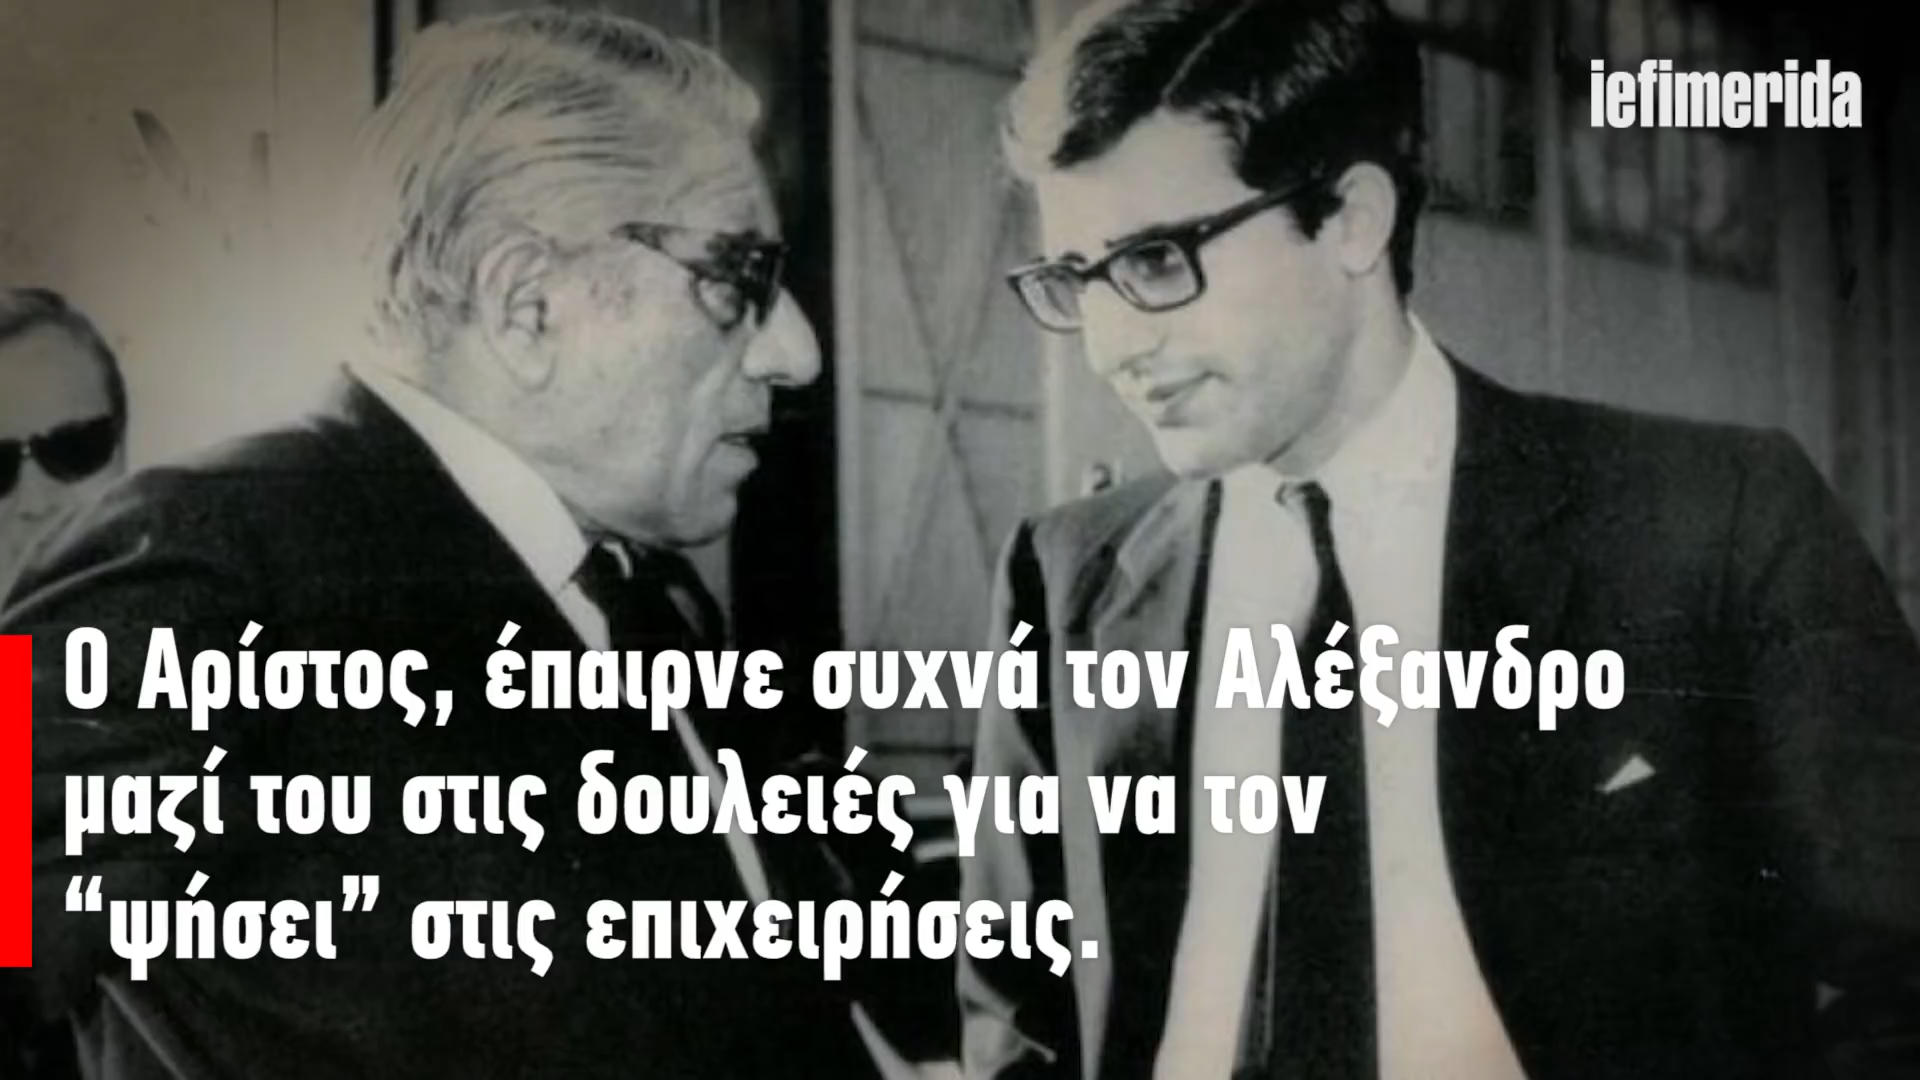 iefimerida
Ο Αρίστος, έπαιρνε συχνά τον Αλέξανδρο
μαζί του στις δουλειές για να τον
“ψήσει” στις επιχειρήσεις.